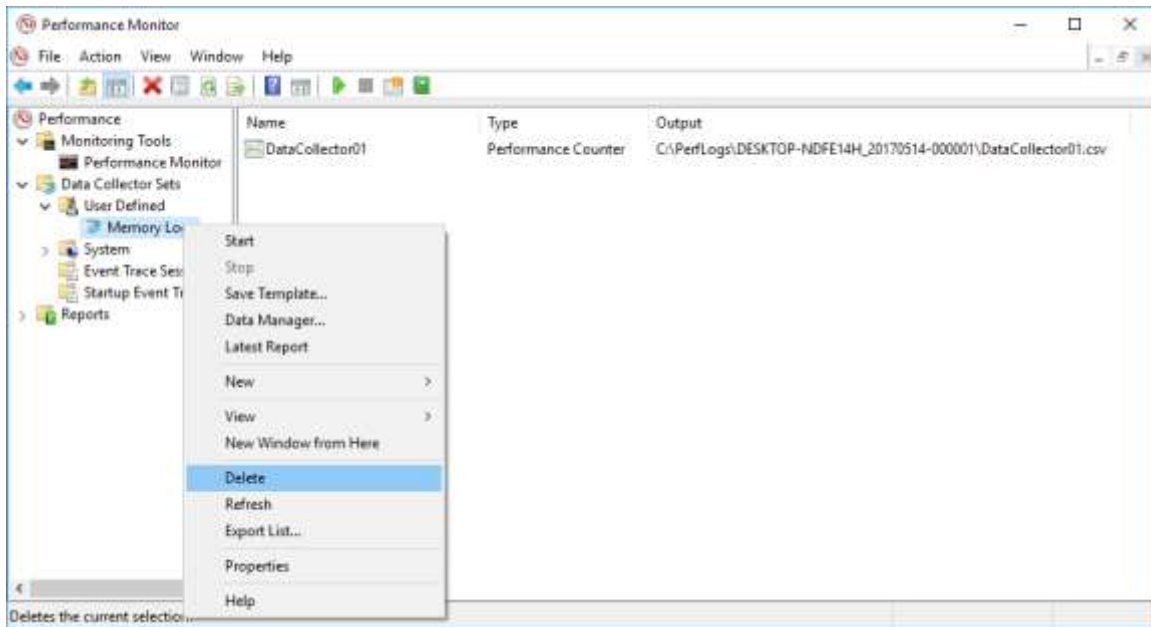 Performance Monitor
File Action View Window Help
Performance
Monitoring Tools
Performance Monitor
Data Collector Sets
User Defined
Memory Lo
System
Event Trace Ses
Startup Event Tr
Reports
Name Type Output
DataCollector01 Performance Counter C:\PerfLogs\DESKTOP-NDFE14H_20170514-000001\DataCollector01.csv
Start
Stop
Save Template...
Data Manager...
Latest Report
New
View
New Window from Here
Delete
Refresh
Export List...
Properties
Help
Deletes the current selection.